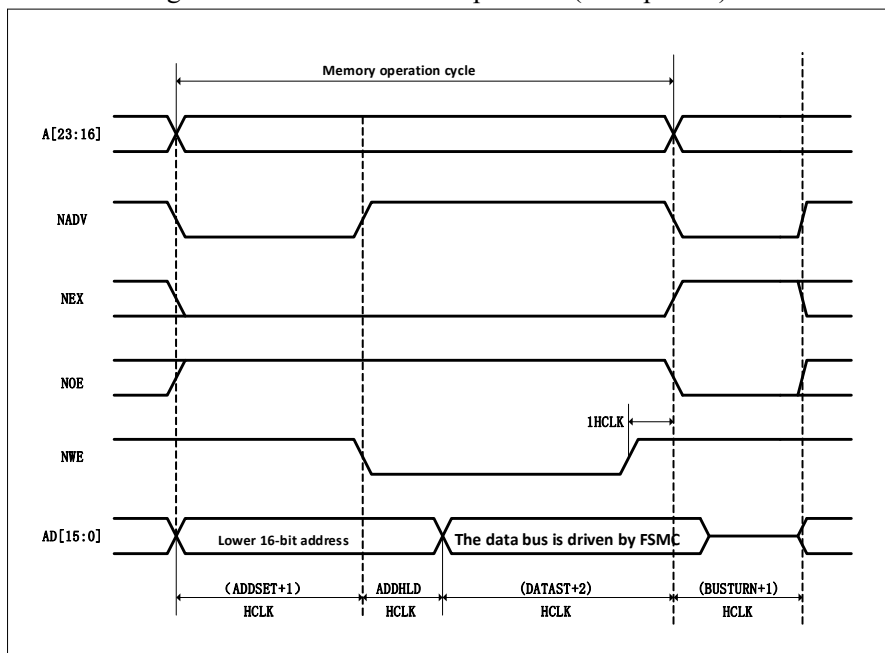 Memory operation cycle
A[23:16]
NADV
NEX
NOE
1HCLK
NWE
AD[15:0]
Lower 16-bit address
The data bus is driven by FSMC
(ADDSET+1) ADDHLD (DATAST+2) (BUSTURN+1)
HCLK HCLK HCLK HCLK